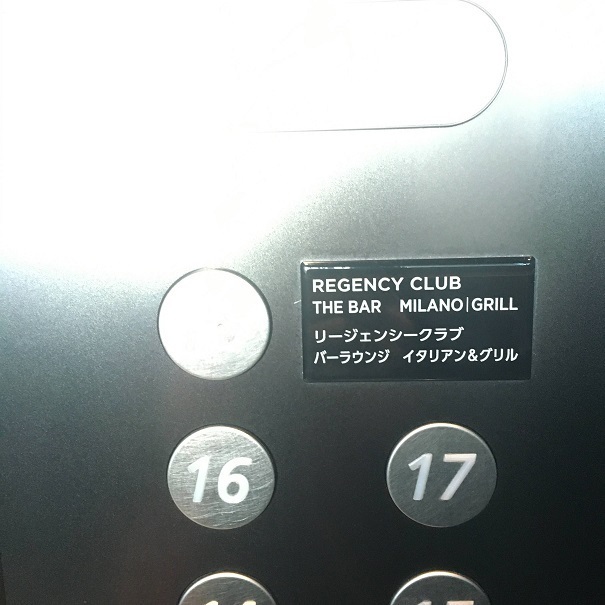 REGENCY CLUB
THE BAR MILANO|GRILL
リージェンシークラブ
バーラウンジ イタリアン&グリル
16 17